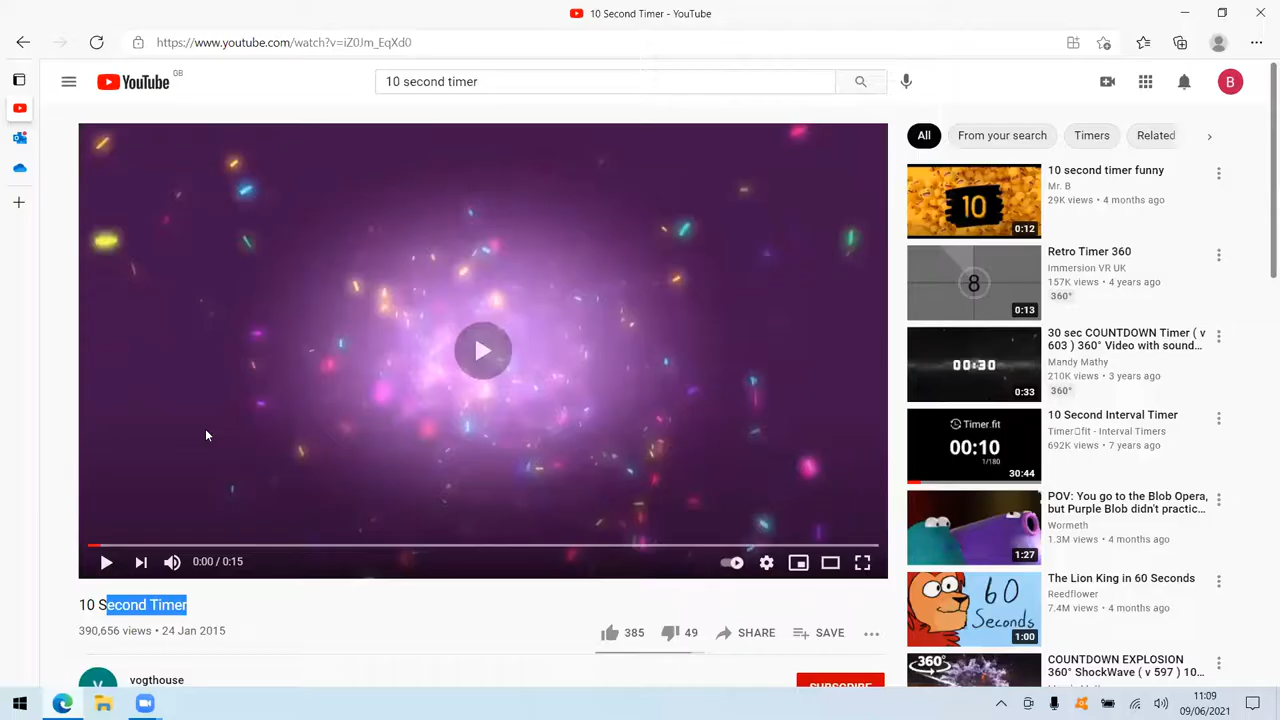 10 Second Timer - YouTube
https://www.youtube.com/watch?v=iZ0Jm_EqXd0
YouTube GB
10 second timer
B
All
From your search
Timers
Related
10
0:12
10 second timer funny
Mr. B
29K views • 4 months ago
8
0:13
Retro Timer 360
Immersion VR UK
157K views • 4 years ago
360°
00:30
0:33
30 sec COUNTDOWN Timer ( v
603 ) 360° Video with sound...
Mandy Mathy
210K views • 3 years ago
360°
Timer.fit
00:10
1/180
30:44
10 Second Interval Timer
Timer▯fit - Interval Timers
692K views • 7 years ago
1:27
POV: You go to the Blob Opera,
but Purple Blob didn't practic...
Wormeth
1.3M views • 4 months ago
60
Seconds
1:00
The Lion King in 60 Seconds
Reedflower
7.4M views • 4 months ago
360°
COUNTDOWN EXPLOSION
360° ShockWave ( v 597 ) 10...
0:00 / 0:15
10 Second Timer
390,656 views • 24 Jan 2015
385
49
SHARE
SAVE
V
vogthouse
SUBSCRIBE
11:09
09/06/2021